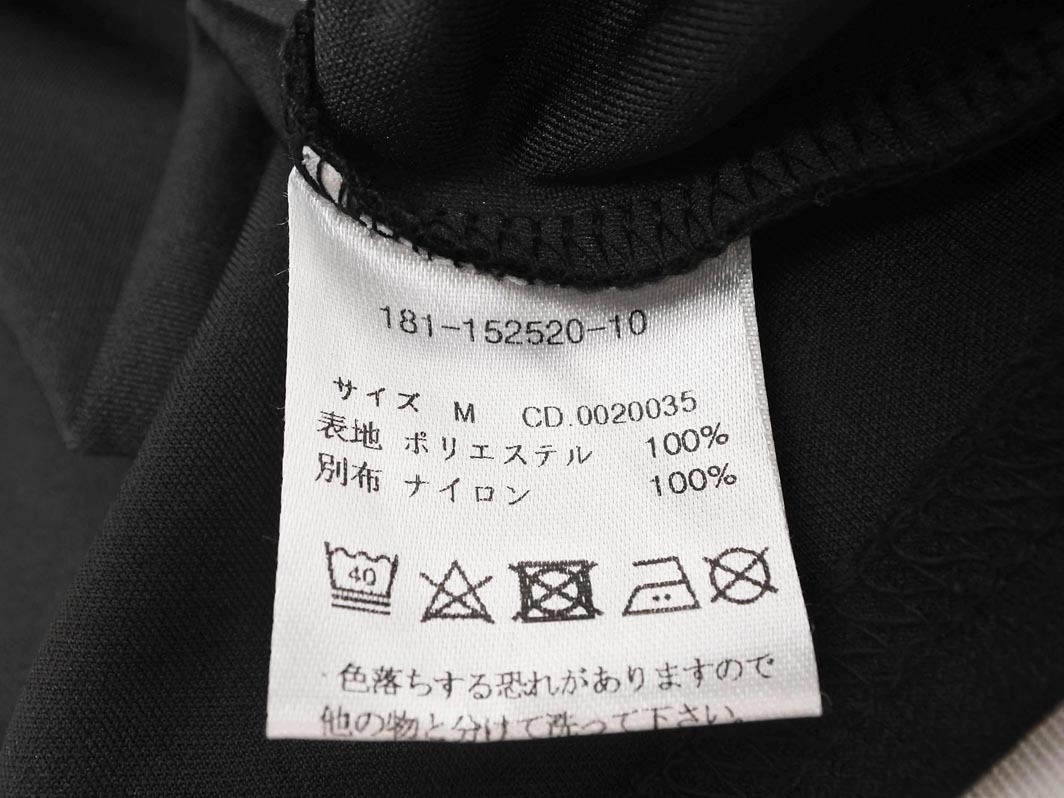 181-152520-10
サイズ M CD.0020035
表地 ポリエステル 100%
別布 ナイロン 100%
40
色落ちする恐れがありますので
他の物と分けて洗って下さい。